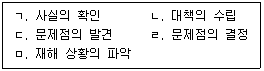 ㄱ. 사실의 확인 ㄴ. 대책의 수립
ㄷ. 문제점의 발견 ㄹ. 문제점의 결정
ㅁ. 재해 상황의 파악